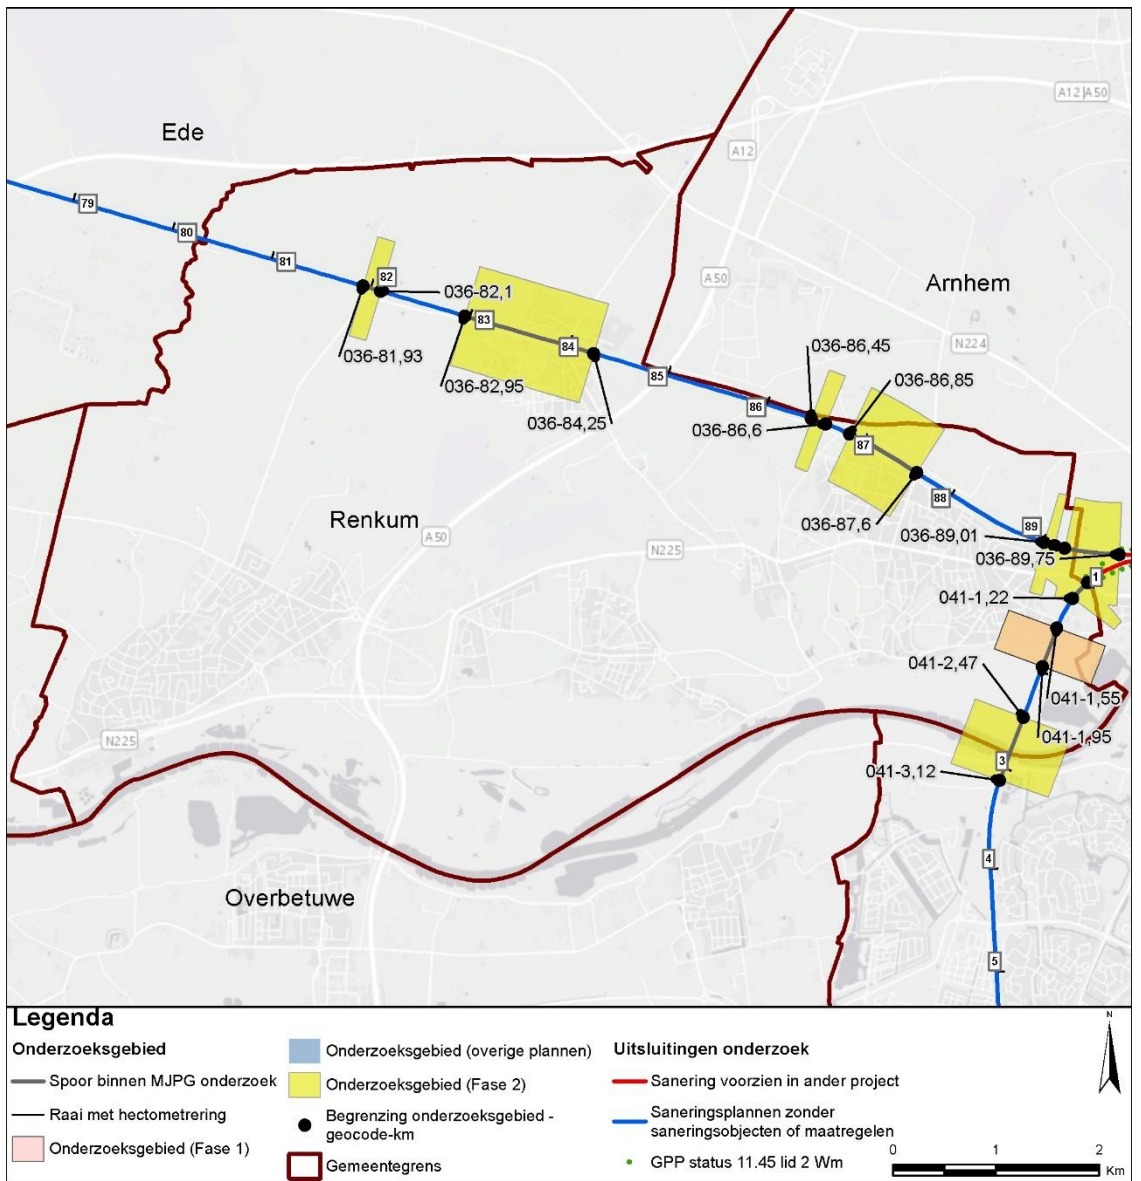 Ede
A12|A50
A12
79
80
81
82
036-82,1
A50
Arnhem
83
036-81,93
84
036-86,45
N224
036-82,95
85
036-86,85
86
036-84,25
036-86,6
87
88
Renkum
A50
036-87,6
89
036-89,01
N225
036-89,75
1
041-1,22
041-2,47
041-1,55
N225
041-1,95
3
041-3,12
4
Overbetuwe
5
Legenda
Onderzoeksgebied
Spoor binnen MJPG onderzoek
Raai met hectometrering
Onderzoeksgebied (Fase 1)
Onderzoeksgebied (overige plannen)
Onderzoeksgebied (Fase 2)
Begrenzing onderzoeksgebied -
geocode-km
Gemeentegrens
Uitsluitingen onderzoek
Sanering voorzien in ander project
Saneringsplannen zonder
saneringsobjecten of maatregelen
GPP status 11.45 lid 2 Wm
N
0 1 2
Km